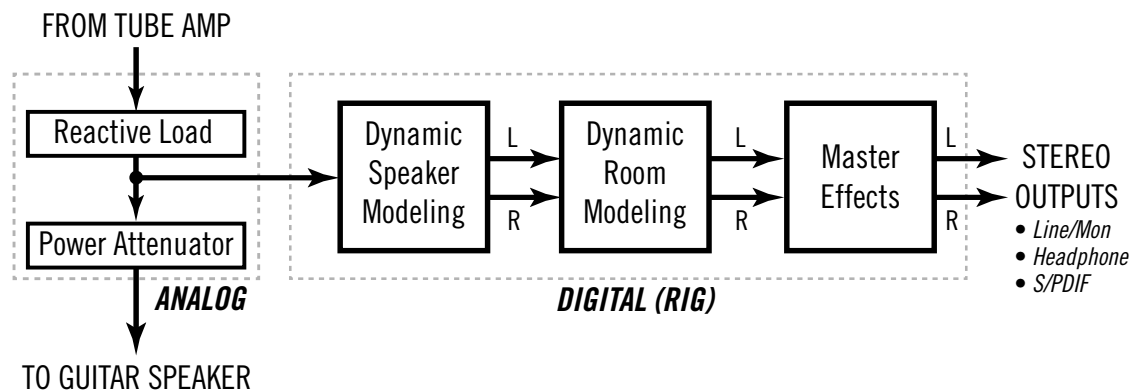 FROM TUBE AMP
Reactive Load
Power Attenuator
ANALOG
TO GUITAR SPEAKER
Dynamic
Speaker
Modeling
L
R
Dynamic
Room
Modeling
L
R
Master
Effects
L
R
DIGITAL (RIG)
STEREO
OUTPUTS
• Line/Mon
• Headphone
• S/PDIF